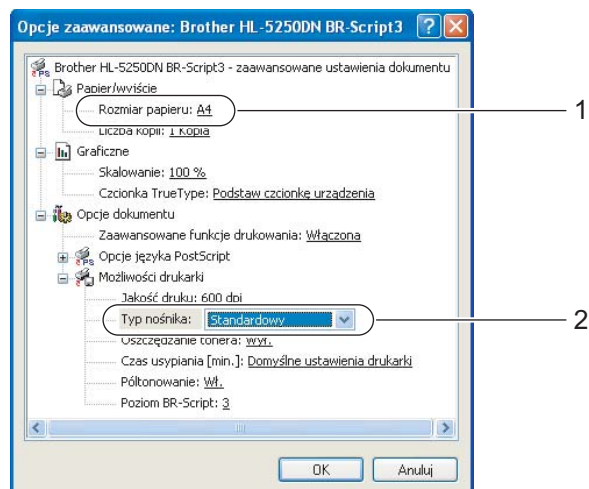 Opcje zaawansowane: Brother HL-5250DN BR-Script3
Brother HL-5250DN BR-Script3 - zaawansowane ustawienia dokumentu
Papier/wyjście
Rozmiar papieru: A4
1
Liczba kopii: 1 Kopia
Graficzne
Skalowanie: 100 %
Czcionka TrueType: Podstaw czcionkę urządzenia
Opcje dokumentu
Zaawansowane funkcje drukowania: Włączona
Opcje języka PostScript
Możliwości drukarki
Jakość druku: 600 dpi
Typ nośnika: Standardowy
2
Oszczędzanie tonera: Wył.
Czas usypiania [min.]: Domyślne ustawienia drukarki
Półtonowanie: Wł.
Poziom BR-Script: 3
OK Anuluj